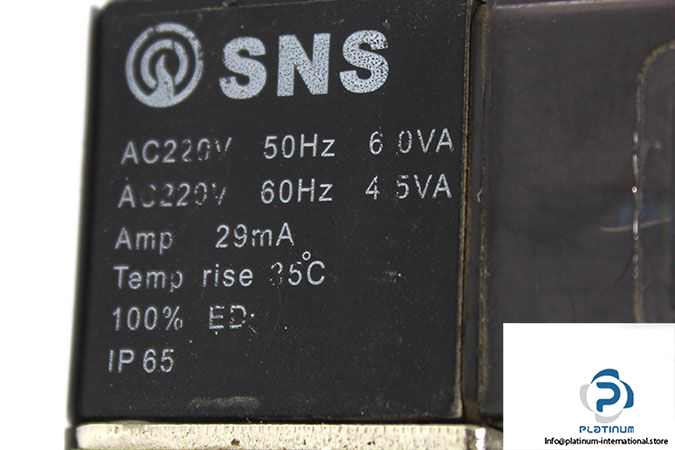 SNS
AC220V 50Hz 6.0VA
AC220V 60Hz 4.5VA
Amp 29mA
Temp rise 35°C
100% ED
IP65
PLATINUM
Info@platinum-international.store